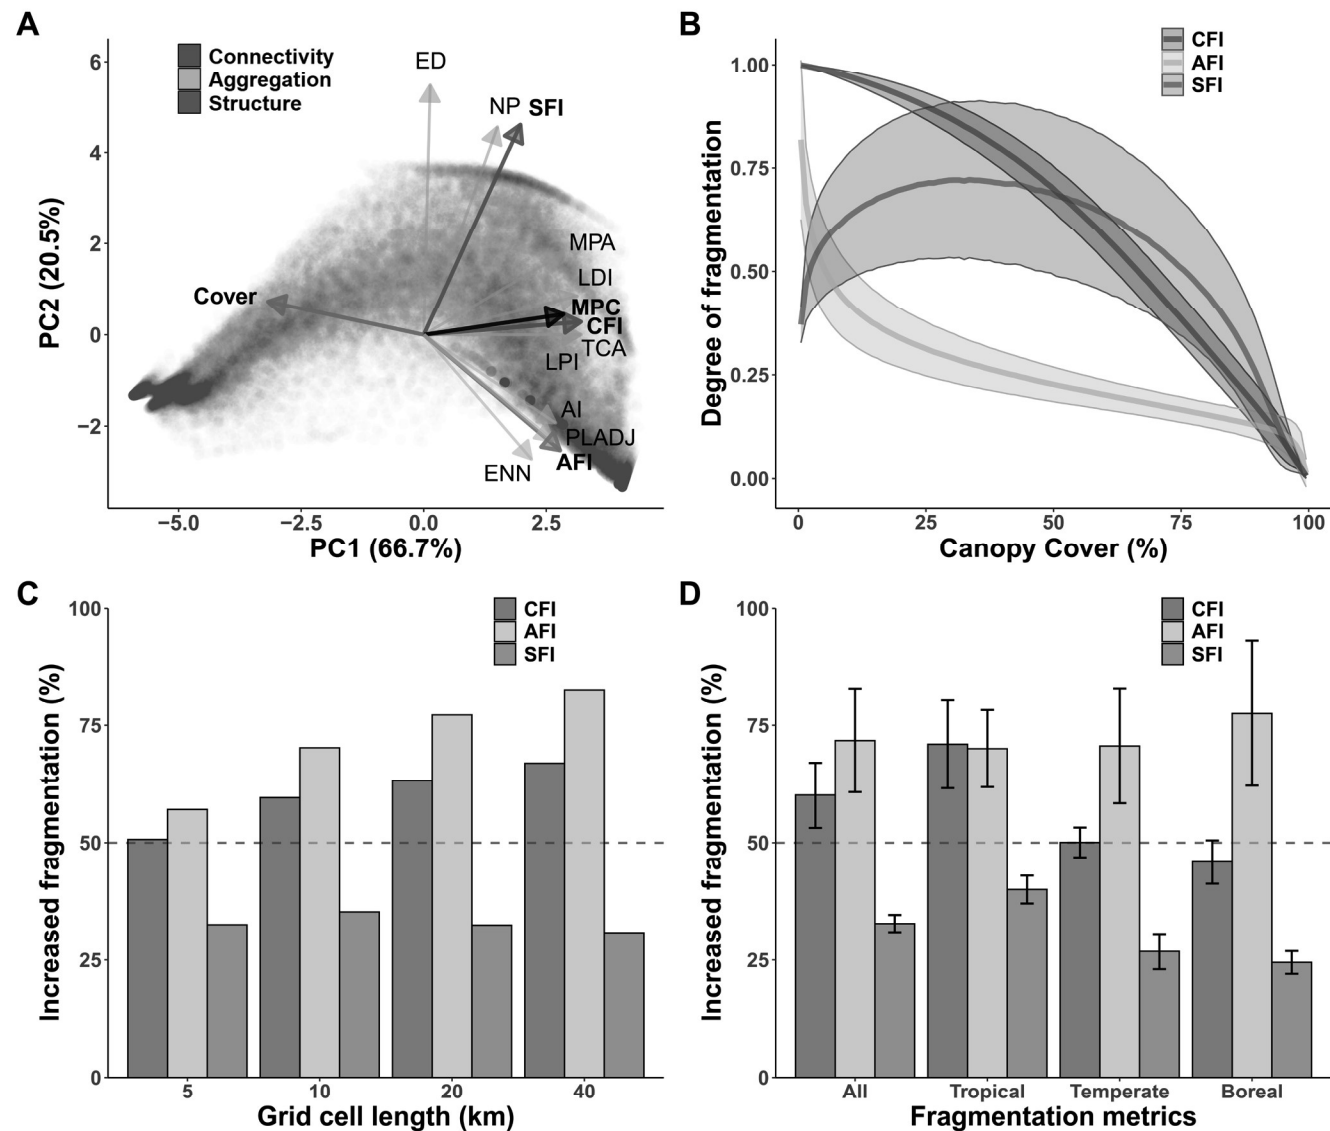 A
Connectivity
Aggregation
Structure
ED
NP SFI
MPA
LDI
MPC
CFI
TCA
LPI
AI
PLADJ
AFI
ENN
Cover
6
4
2
0
−2
PC2 (20.5%)
−5.0 −2.5 0.0 2.5
PC1 (66.7%)
B
CFI
AFI
SFI
1.00
0.75
0.50
0.25
0.00
Degree of fragmentation
0 25 50 75 100
Canopy Cover (%)
C
CFI
AFI
SFI
100
75
50
25
0
Increased fragmentation (%)
5 10 20 40
Grid cell length (km)
D
CFI
AFI
SFI
100
75
50
25
0
Increased fragmentation (%)
All Tropical Temperate Boreal
Fragmentation metrics